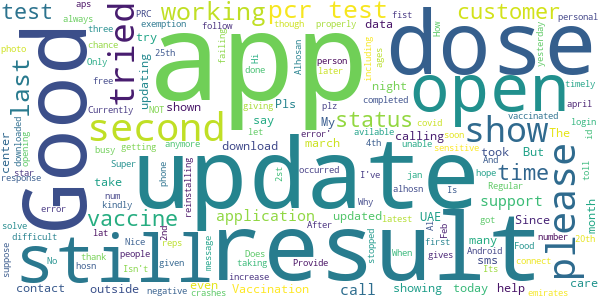 test
working
pcr test
customer
PRC
exemption
follow
though
properly
always
aps
photo
three
chance
Only
free
try
updating
25th
data
including
ages
How
yesterday
fist
personal
Good
tried
app
dose
open
last
failing
Hi
done
Alhosan
person
later
NOT
night
giving
Pls
plz
completed
timely
april
second
status
show
shown
say
let
My
calling
error
march
4th
available
covid
soon
sensitive
unable
vaccinated
login
id
center
Currently
downloaded
opening
response
star
busy
getting
anymore
download
update
took
The
But
And
hope
time
please
Super
take
phone
reinstalling
2st
occurred
I've
Why
jan
alhosn
Is
Regular
toll
still
result
error
num
kindly
vaccine
application
updated
UAE
support
Since
month
solve
difficult
lat
2nd
After
latest
Al
Feb
first
got
number
20th
suppose
hosn
thank
No
Nice
people
Isn't
given
reps
message
Does
taking
stopped
When
gives
many
sms
Food
Android
Its
connect
contact
outside
negative
even
crashes
Vaccination
increase
Provide
call
showing
today
help
care
emirates